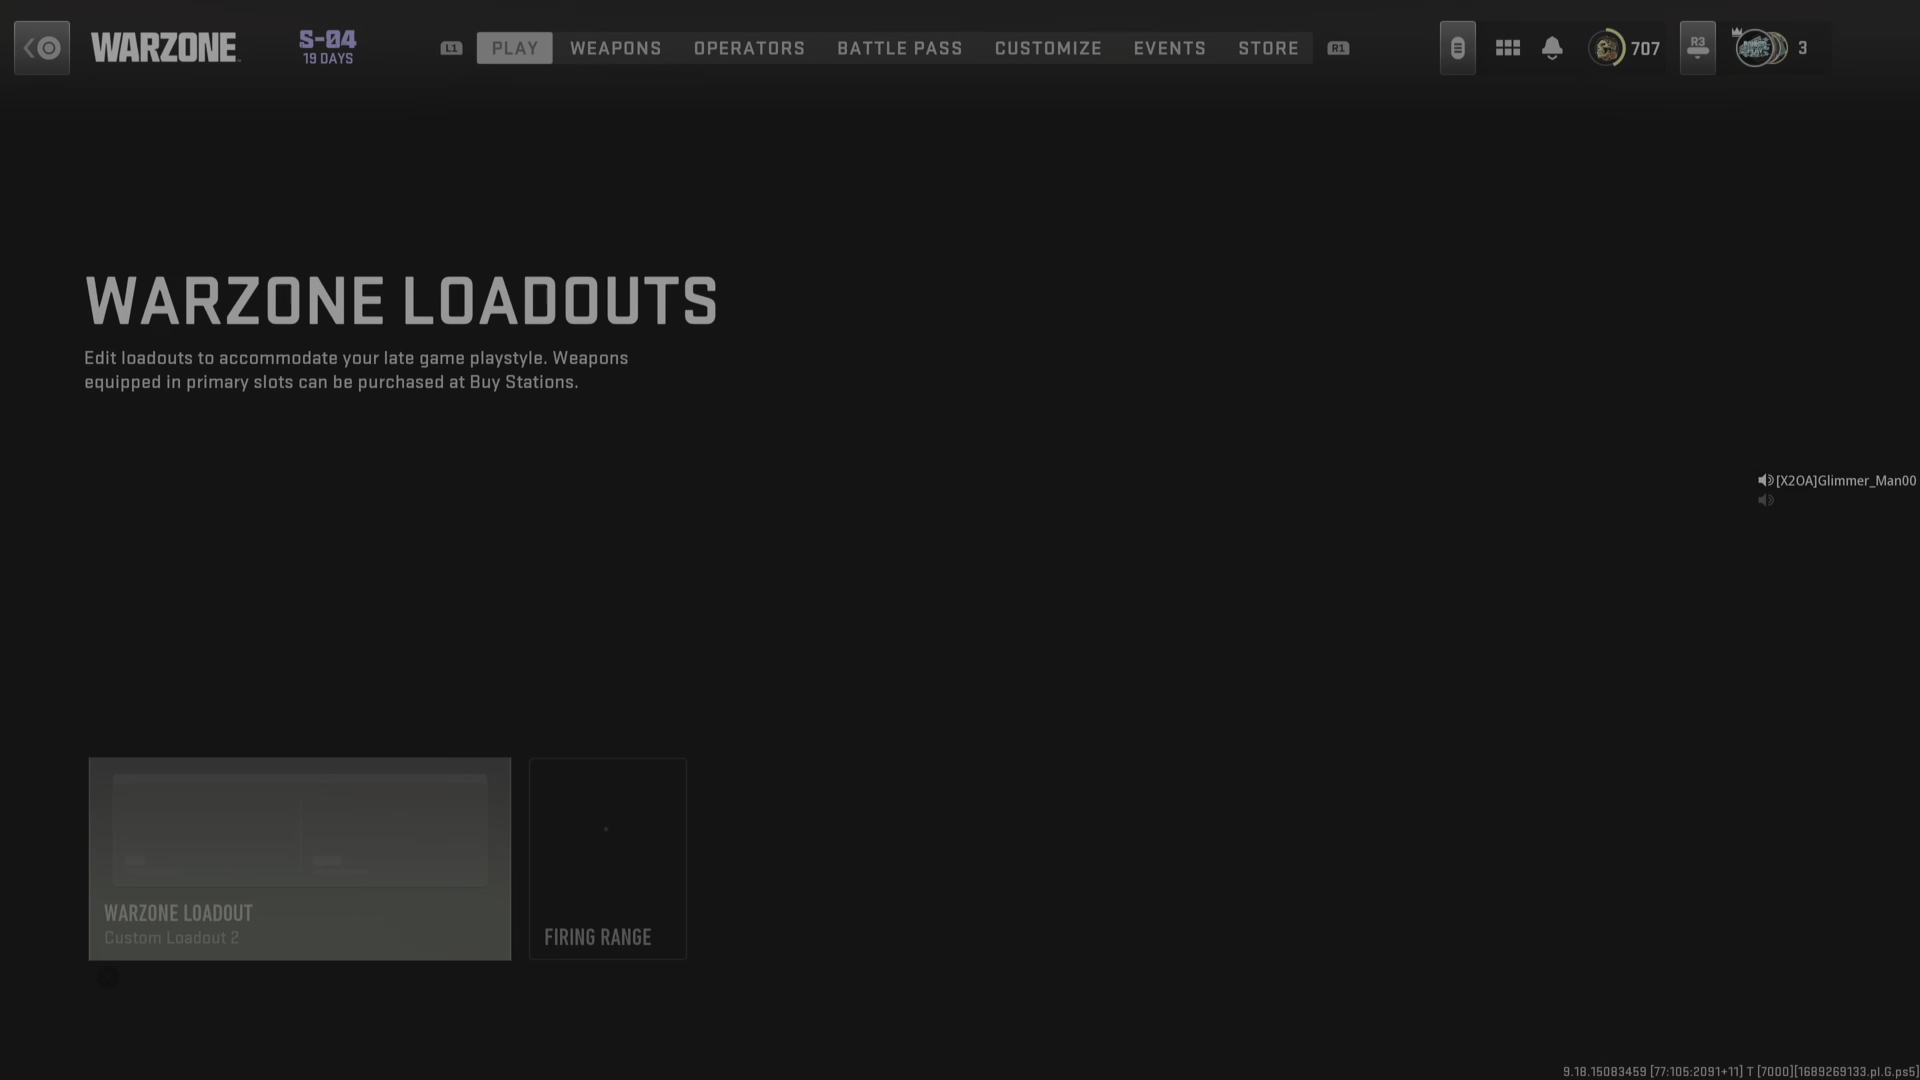 WARZONE
S-04
19 DAYS
L1
PLAY
WEAPONS
OPERATORS
BATTLE PASS
CUSTOMIZE
EVENTS
STORE
R1
707
R3
3
WARZONE LOADOUTS
Edit loadouts to accommodate your late game playstyle. Weapons
equipped in primary slots can be purchased at Buy Stations.
[X2OA]Glimmer_Man00
WARZONE LOADOUT
Custom Loadout 2
FIRING RANGE
9.18.15083459 [77:105:2091+11] T [7000][1689269133.pl.G.ps5]